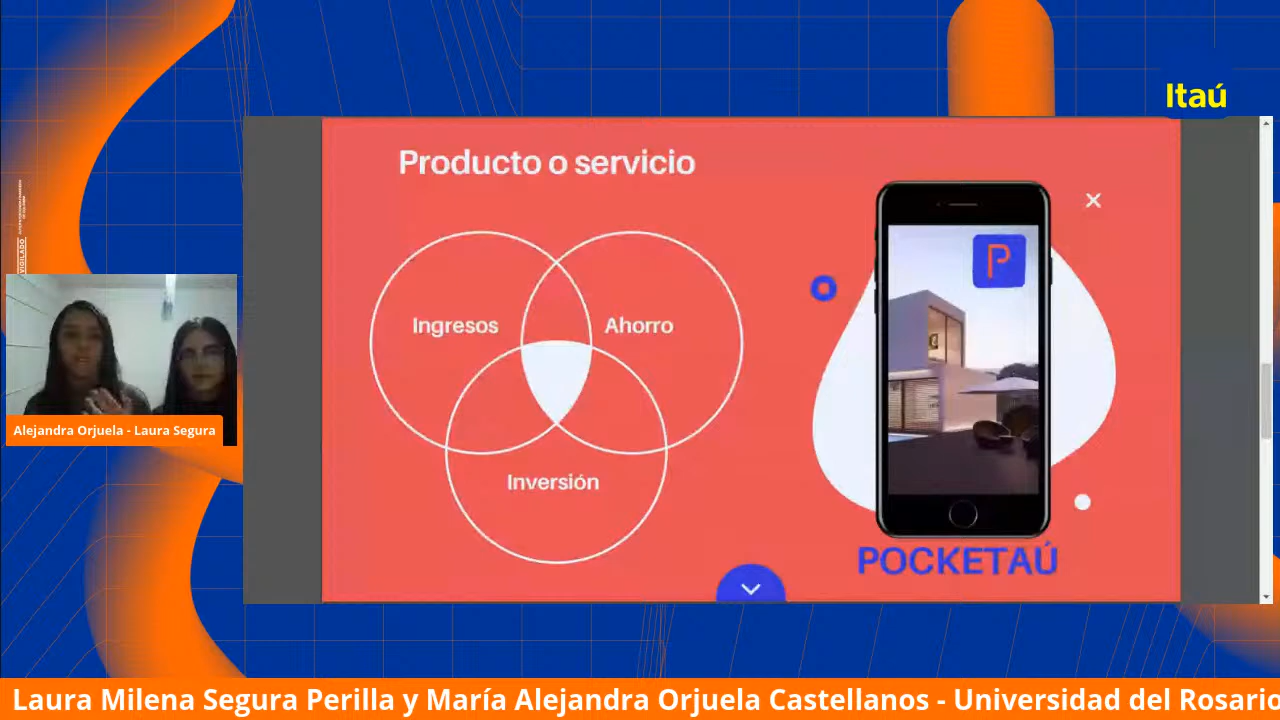 Itaú
Producto o servicio
P
Ingresos
Ahorro
Inversión
POCKETAÚ
VIGILADO
Alejandra Orjuela - Laura Segura
Laura Milena Segura Perilla y María Alejandra Orjuela Castellanos - Universidad del Rosario